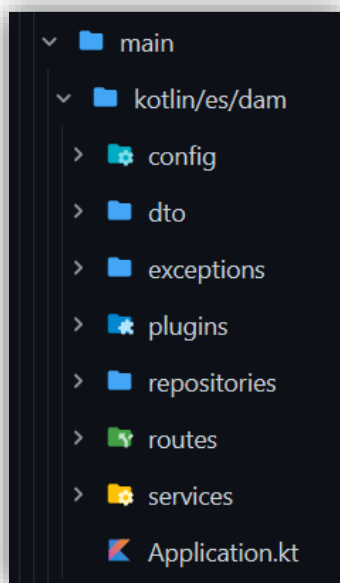 main
kotlin/es/dam
config
dto
exceptions
plugins
repositories
routes
services
Application.kt